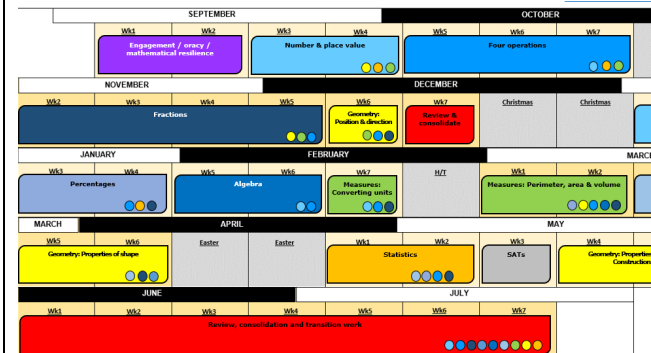 SEPTEMBER OCTOBER
Wk1 Wk2 Wk3 Wk4 Wk5 Wk6 Wk7
Engagement / oracy / mathematical resilience
Number & place value
Four operations
NOVEMBER DECEMBER
Wk2 Wk3 Wk4 Wk5 Wk6 Wk7 Christmas Christmas
Fractions
Geometry:
Position & direction
Review &
consolidate
JANUARY FEBRUARY MARC
Wk3 Wk4 Wk5 Wk6 Wk7 H/T Wk1 Wk2
Percentages
Algebra
Measures:
Converting units
Measures: Perimeter, area & volume
MARCH APRIL MAY
Wk5 Wk6 Easter Easter Wk1 Wk2 Wk3 Wk4
Geometry: Properties of shape
Statistics
SATs
Geometry: Propertie
Construction
JUNE JULY
Wk1 Wk2 Wk3 Wk4 Wk5 Wk6 Wk7
Review, consolidation and transition work